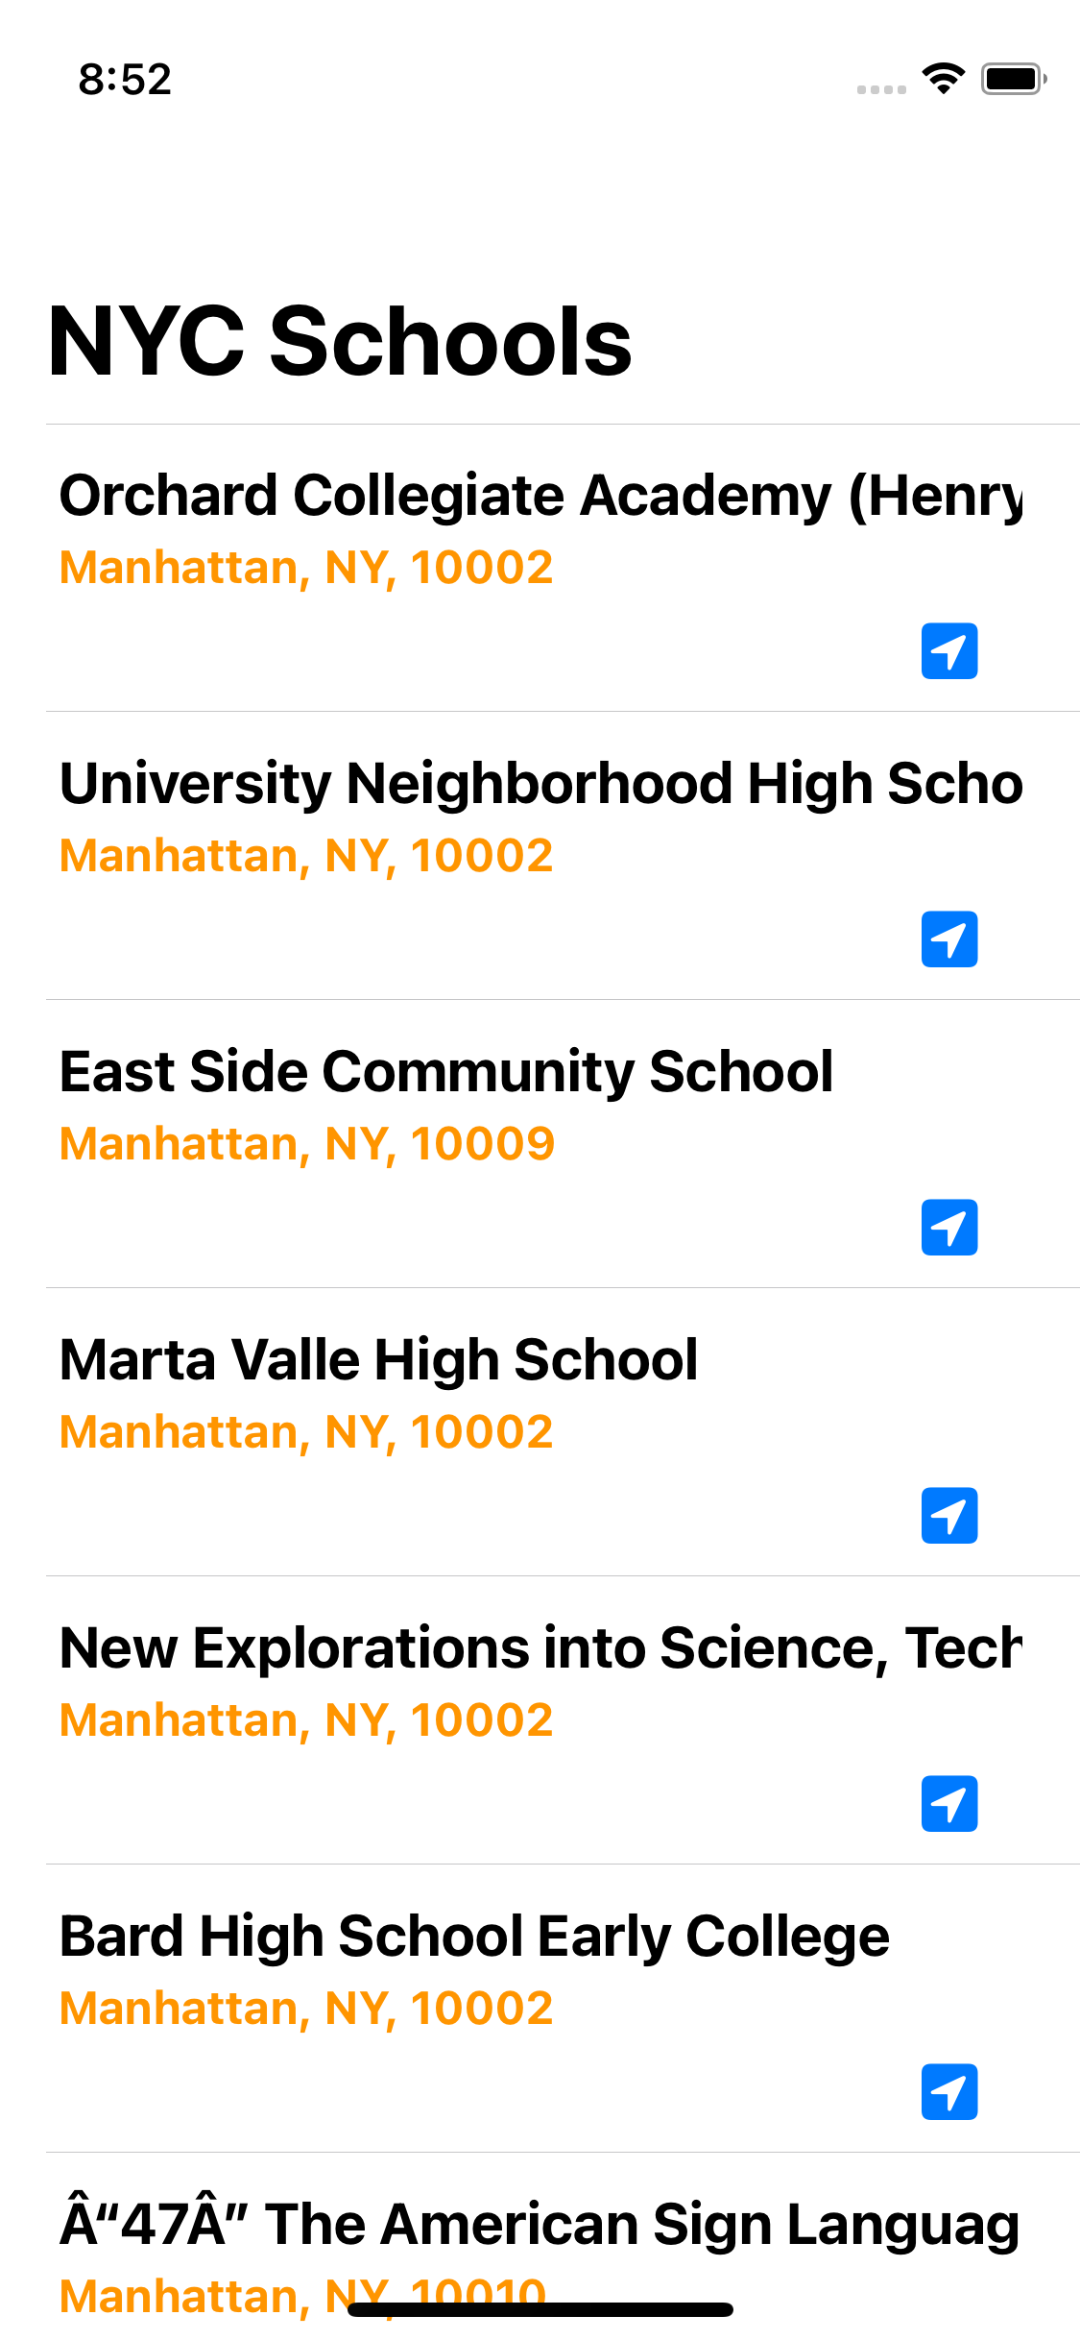 8:52
NYC Schools
Orchard Collegiate Academy (Henry
Manhattan, NY, 10002
University Neighborhood High Scho
Manhattan, NY, 10002
East Side Community School
Manhattan, NY, 10009
Marta Valle High School
Manhattan, NY, 10002
New Explorations into Science, Tech
Manhattan, NY, 10002
Bard High School Early College
Manhattan, NY, 10002
Â“47Â” The American Sign Languag
Manhattan, NY, 10010